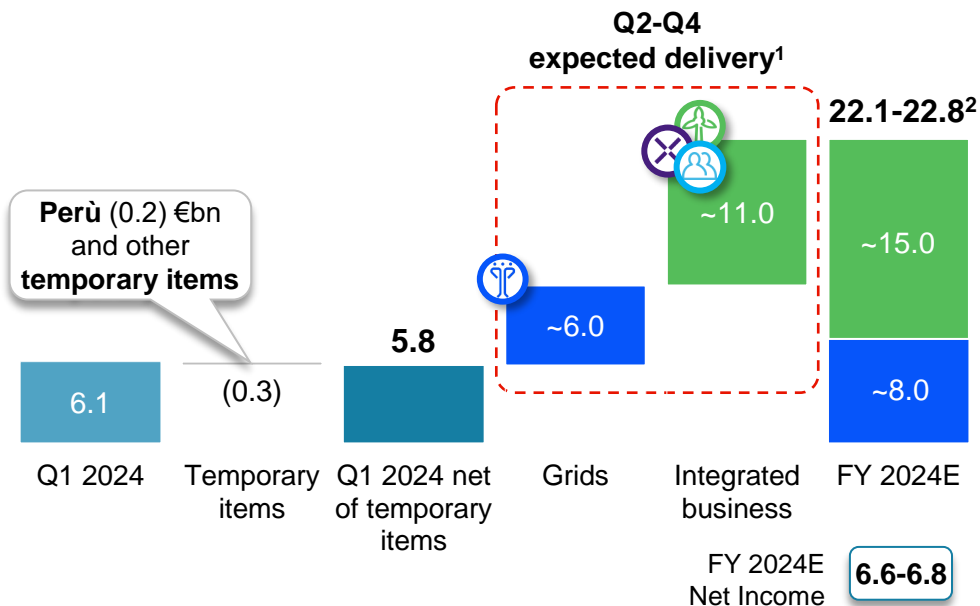 Q2-Q4
expected delivery¹
22.1-22.8²
Perù (0.2) €bn
and other
temporary items
~11.0
~15.0
~6.0
5.8
6.1
(0.3)
~8.0
Q1 2024
Temporary
items
Q1 2024 net
of temporary
items
Grids
Integrated
business
FY 2024E
FY 2024E
Net Income
6.6-6.8